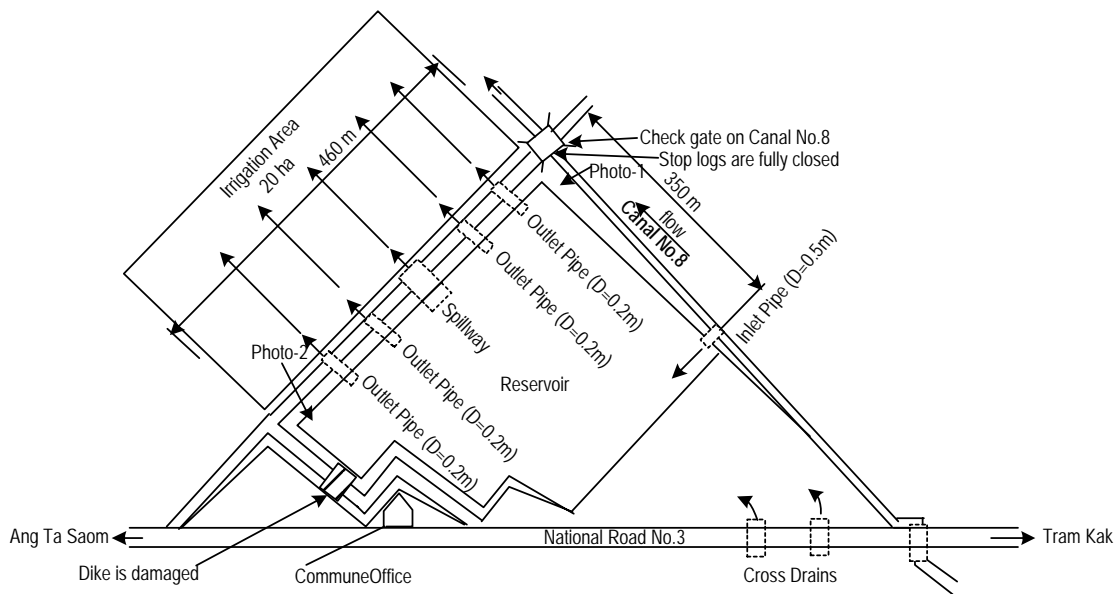 Irrigation Area
20 ha
460 m
Check gate on Canal No.8
Stop logs are fully closed
Photo-1
350 m
flow
Canal No.8
Inlet Pipe (D=0.5m)
Outlet Pipe (D=0.2m)
Outlet Pipe (D=0.2m)
Spillway
Photo-2
Reservoir
Outlet Pipe (D=0.2m)
Outlet Pipe (D=0.2m)
Ang Ta Saom
National Road No.3
Tram Kak
Dike is damaged
CommuneOffice
Cross Drains